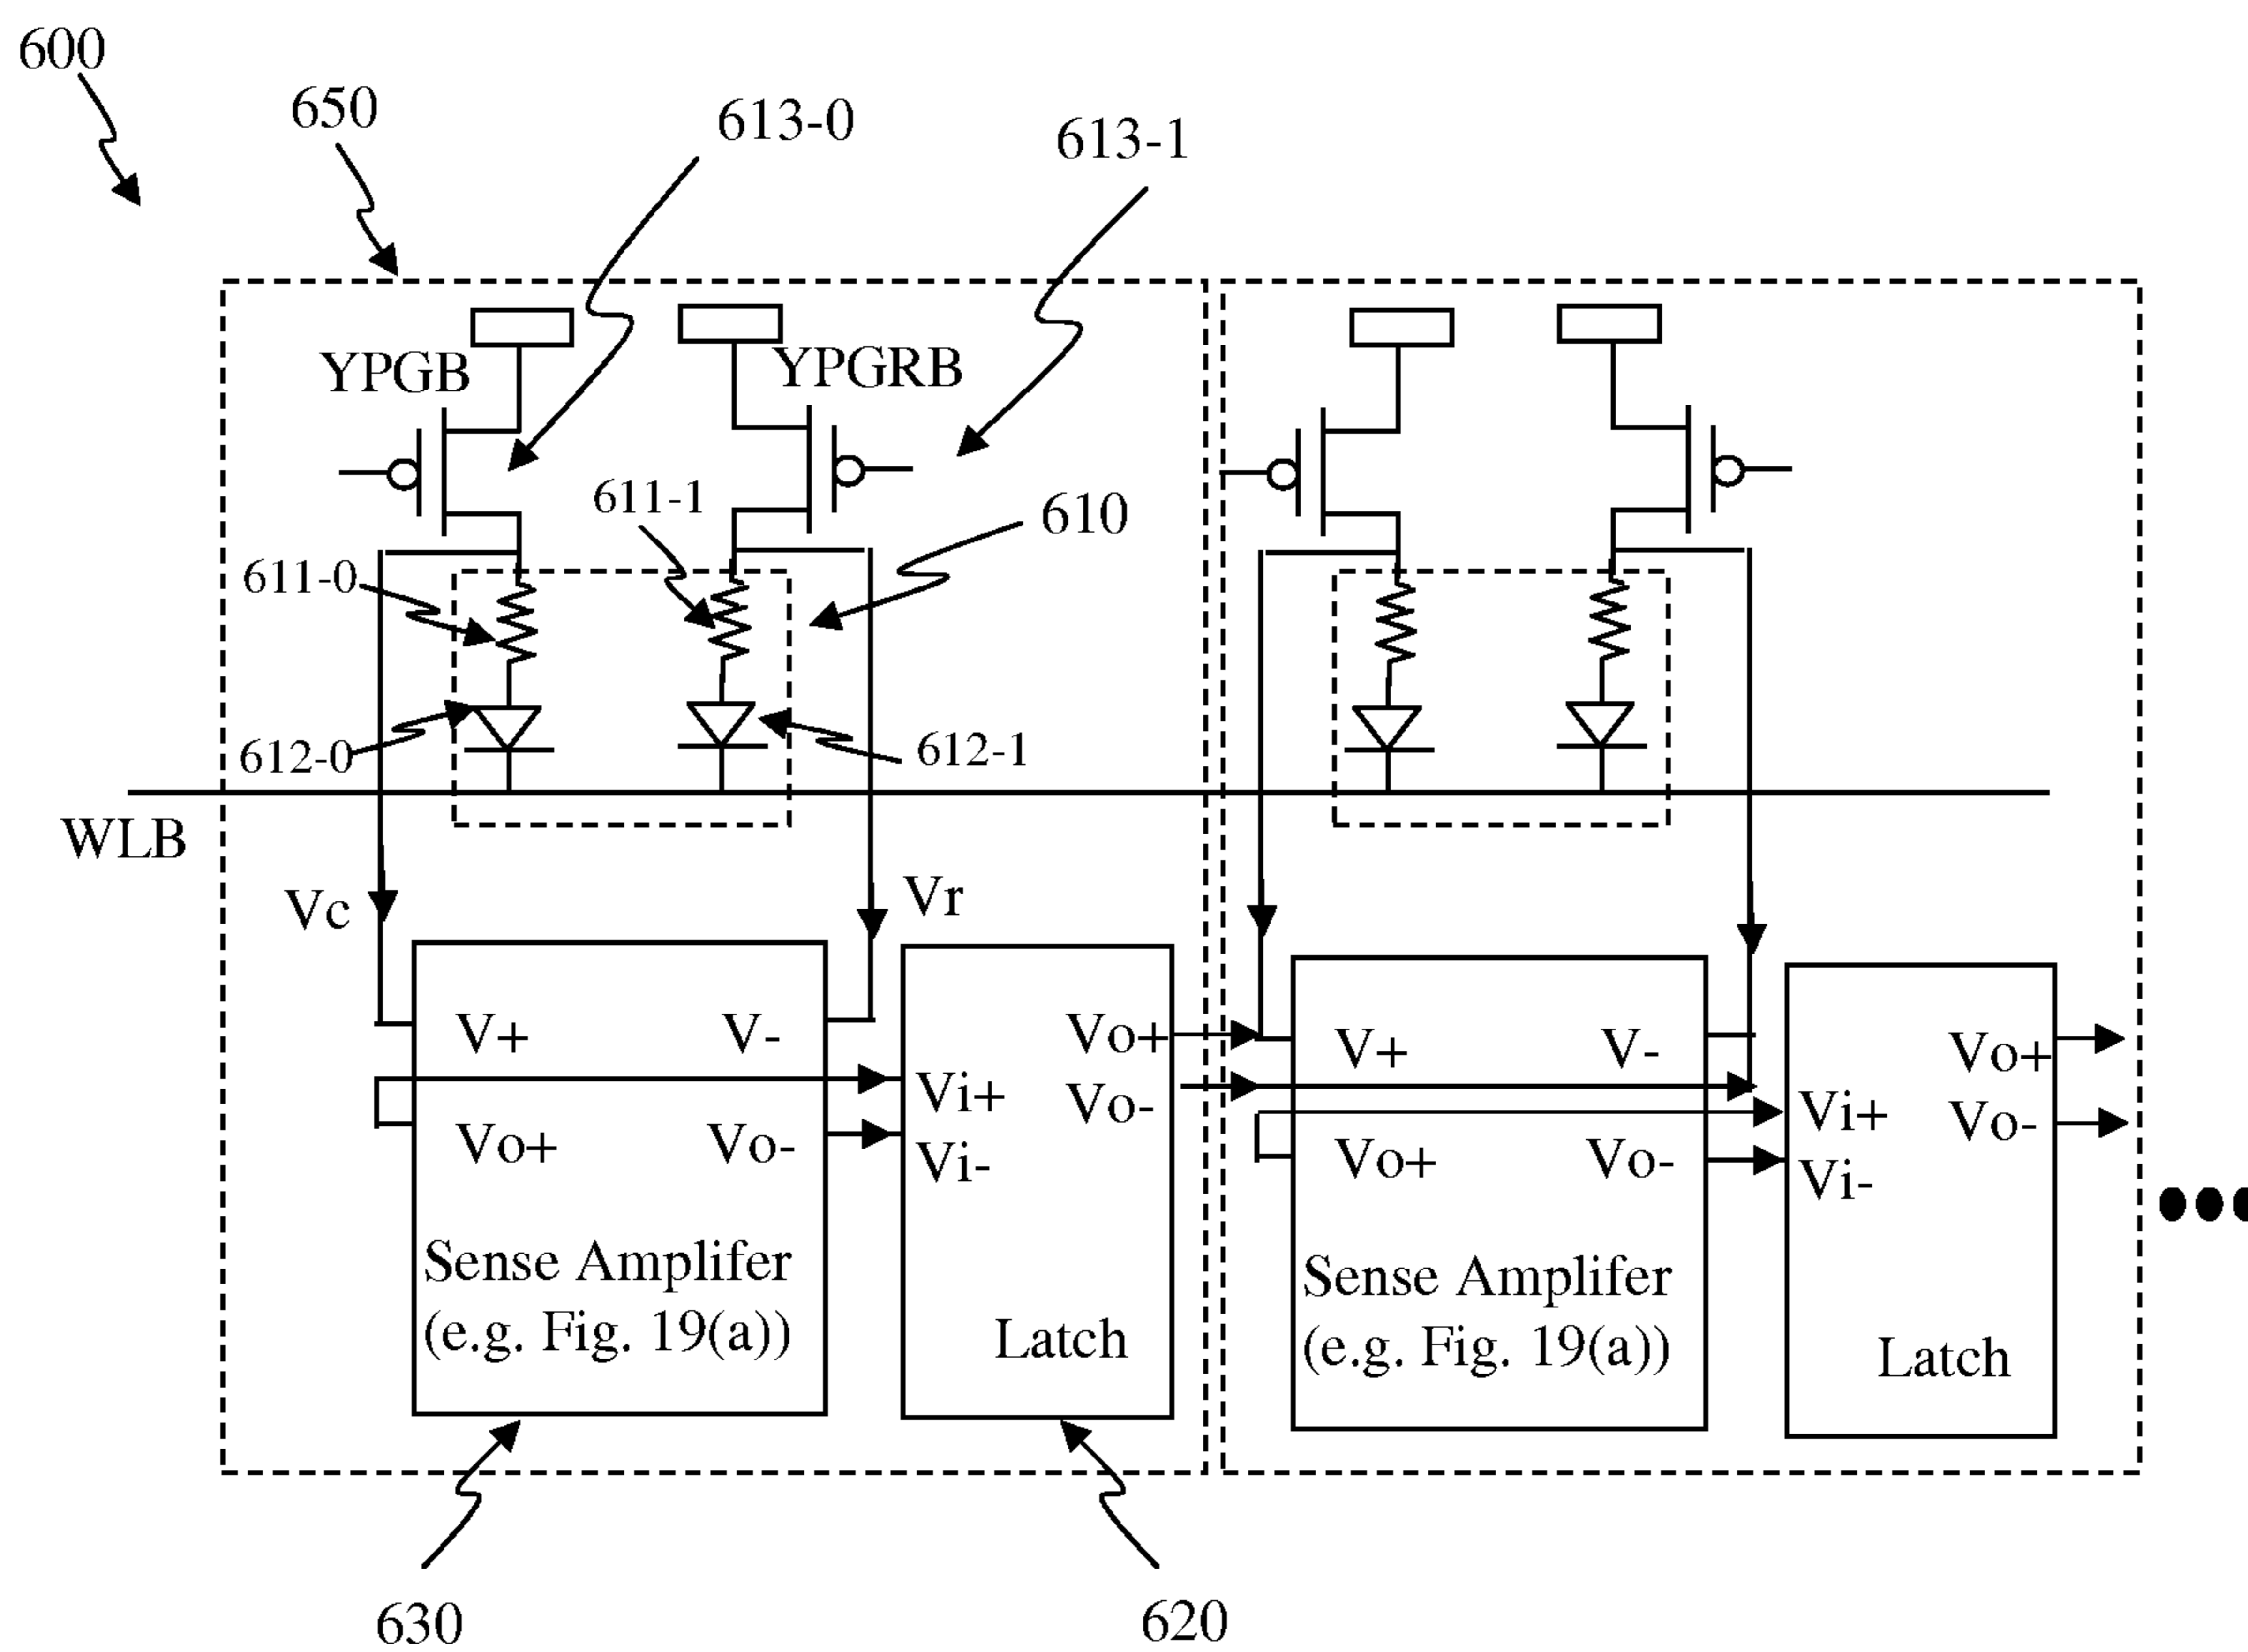 600
650
613-0
613-1
YPGB
YPGRB
611-1
610
611-0
612-0
612-1
WLB
Vc
Vr
V+
V-
Vo+
Vo-
Vi+
Vi-
Vo+
Vo-
Sense Amplifer
(e.g. Fig. 19(a))
Latch
V+
V-
Vo+
Vo-
Vi+
Vi-
Vo+
Vo-
Sense Amplifer
(e.g. Fig. 19(a))
Latch
630
620